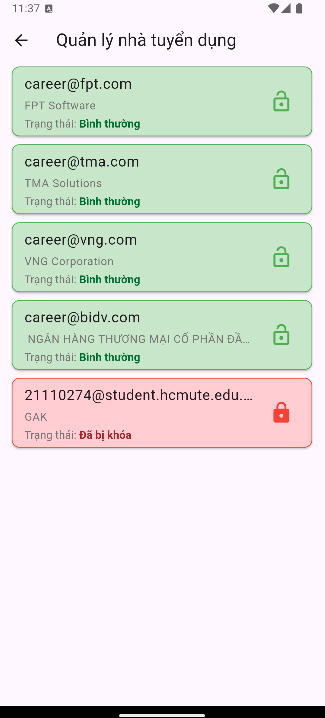 11:37
Quản lý nhà tuyển dụng
career@fpt.com
FPT Software
Trạng thái: Bình thường
career@tma.com
TMA Solutions
Trạng thái: Bình thường
career@vng.com
VNG Corporation
Trạng thái: Bình thường
career@bidv.com
NGÂN HÀNG THƯƠNG MẠI CỔ PHẦN ĐẦ...
Trạng thái: Bình thường
21110274@student.hcmute.edu....
GAK
Trạng thái: Đã bị khóa